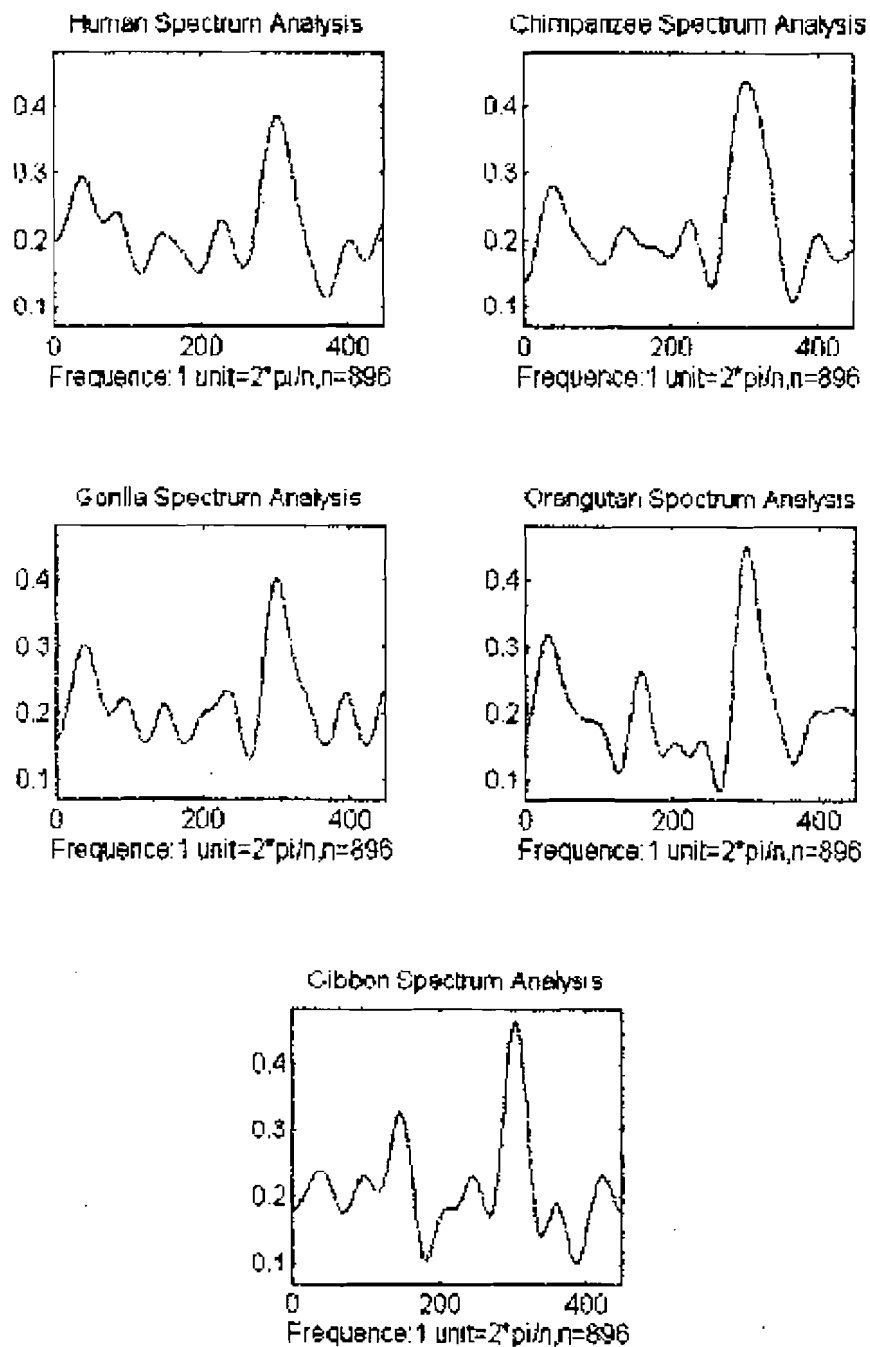 Human Spectrum Analysis
0.4
0.3
0.2
0.1
0 200 400
Frequence:1 unit=2*pi/n,n=896
Chimpanzee Spectrum Analysis
0.4
0.3
0.2
0.1
0 200 400
Frequence:1 unit=2*pi/n,n=896
Gorilla Spectrum Analysis
0.4
0.3
0.2
0.1
0 200 400
Frequence:1 unit=2*pi/n,n=896
Orangutan Spectrum Analysis
0.4
0.3
0.2
0.1
0 200 400
Frequence:1 unit=2*pi/n,n=896
Gibbon Spectrum Analysis
0.4
0.3
0.2
0.1
0 200 400
Frequence:1 unit=2*pi/n,n=896